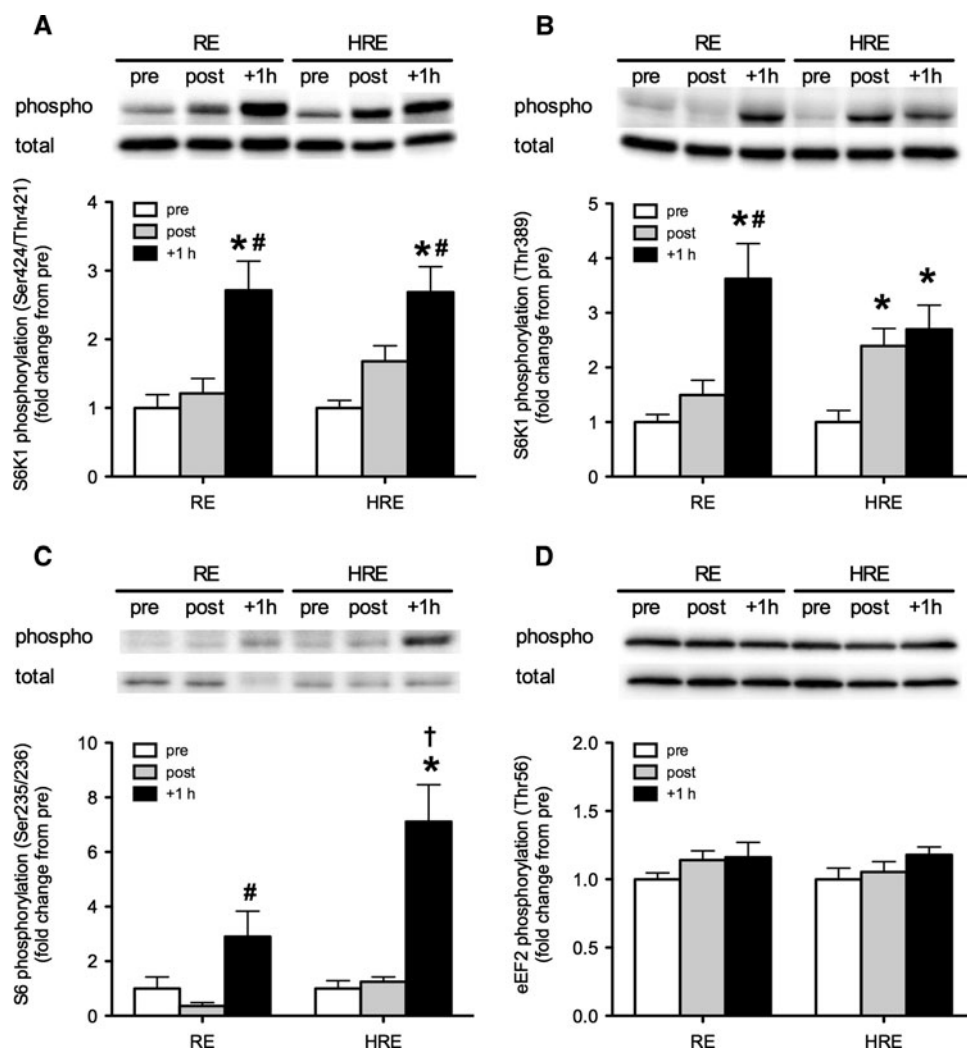 A
RE HRE
pre post +1h pre post +1h
phospho
total
S6K1 phosphorylation (Ser424/Thr421)
(fold change from pre)
4
3
2
1
0
pre
post
+1 h
*#
*#
RE HRE
B
RE HRE
pre post +1h pre post +1h
phospho
total
S6K1 phosphorylation (Thr389)
(fold change from pre)
5
4
3
2
1
0
pre
post
+1 h
*#
*
*
RE HRE
C
RE HRE
pre post +1h pre post +1h
phospho
total
S6 phosphorylation (Ser235/236)
(fold change from pre)
10
8
6
4
2
0
pre
post
+1 h
#
†
*
RE HRE
D
RE HRE
pre post +1h pre post +1h
phospho
total
eEF2 phosphorylation (Thr56)
(fold change from pre)
2.0
1.5
1.0
0.5
0.0
pre
post
+1 h
RE HRE